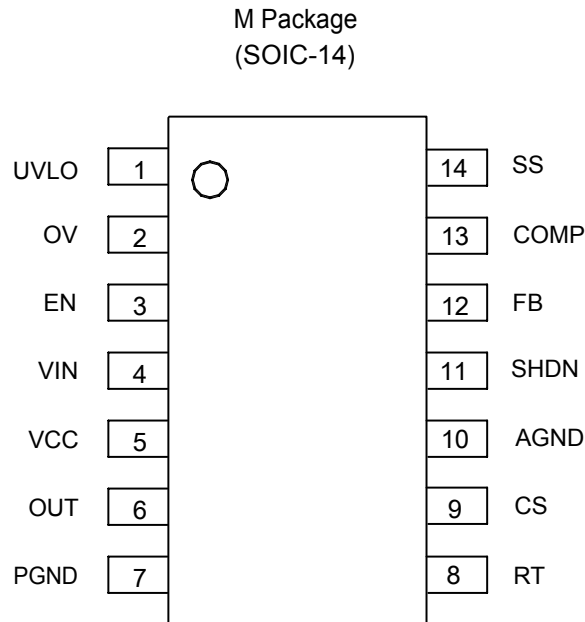 M Package
(SOIC-14)
UVLO 1 14 SS
OV 2 13 COMP
EN 3 12 FB
VIN 4 11 SHDN
VCC 5 10 AGND
OUT 6 9 CS
PGND 7 8 RT